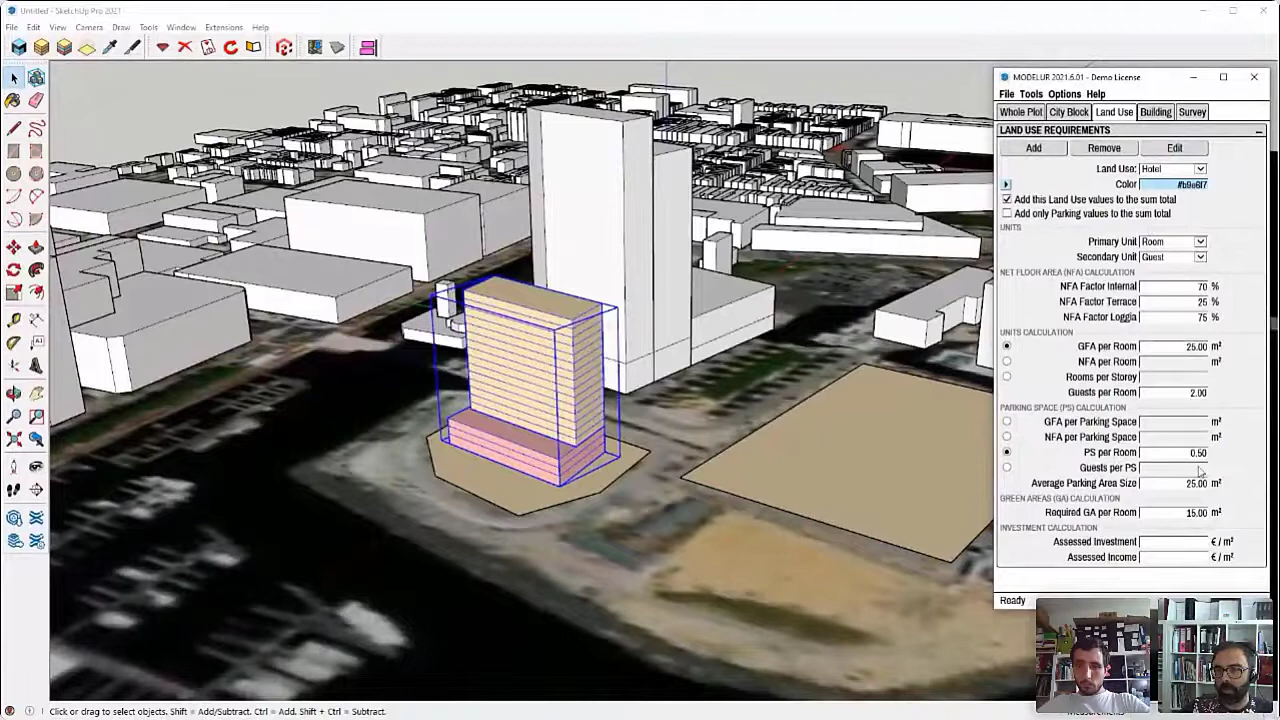 Untitled - SketchUp Pro 2021
File Edit View Camera Draw Tools Window Extensions Help
MODELUR 2021.6.01 - Demo License
File Tools Options Help
Whole Plot City Block Land Use Building Survey
LAND USE REQUIREMENTS
Add Remove Edit
Land Use: Hotel
Color #b9e6f7
Add this Land Use values to the sum total
Add only Parking values to the sum total
UNITS
Primary Unit Room
Secondary Unit Guest
NET FLOOR AREA (NFA) CALCULATION
NFA Factor Internal 70 %
NFA Factor Terrace 25 %
NFA Factor Loggia 75 %
UNITS CALCULATION
GFA per Room 25.00 m²
NFA per Room m²
Rooms per Storey
Guests per Room 2.00
PARKING SPACE (PS) CALCULATION
GFA per Parking Space m²
NFA per Parking Space m²
PS per Room 0.50
Guests per PS
Average Parking Area Size 25.00 m²
GREEN AREAS (GA) CALCULATION
Required GA per Room 15.00 m²
INVESTMENT CALCULATION
Assessed Investment € / m²
Assessed Income € / m²
Ready
Click or drag to select objects. Shift = Add/Subtract. Ctrl = Add. Shift + Ctrl = Subtract.
Measurements